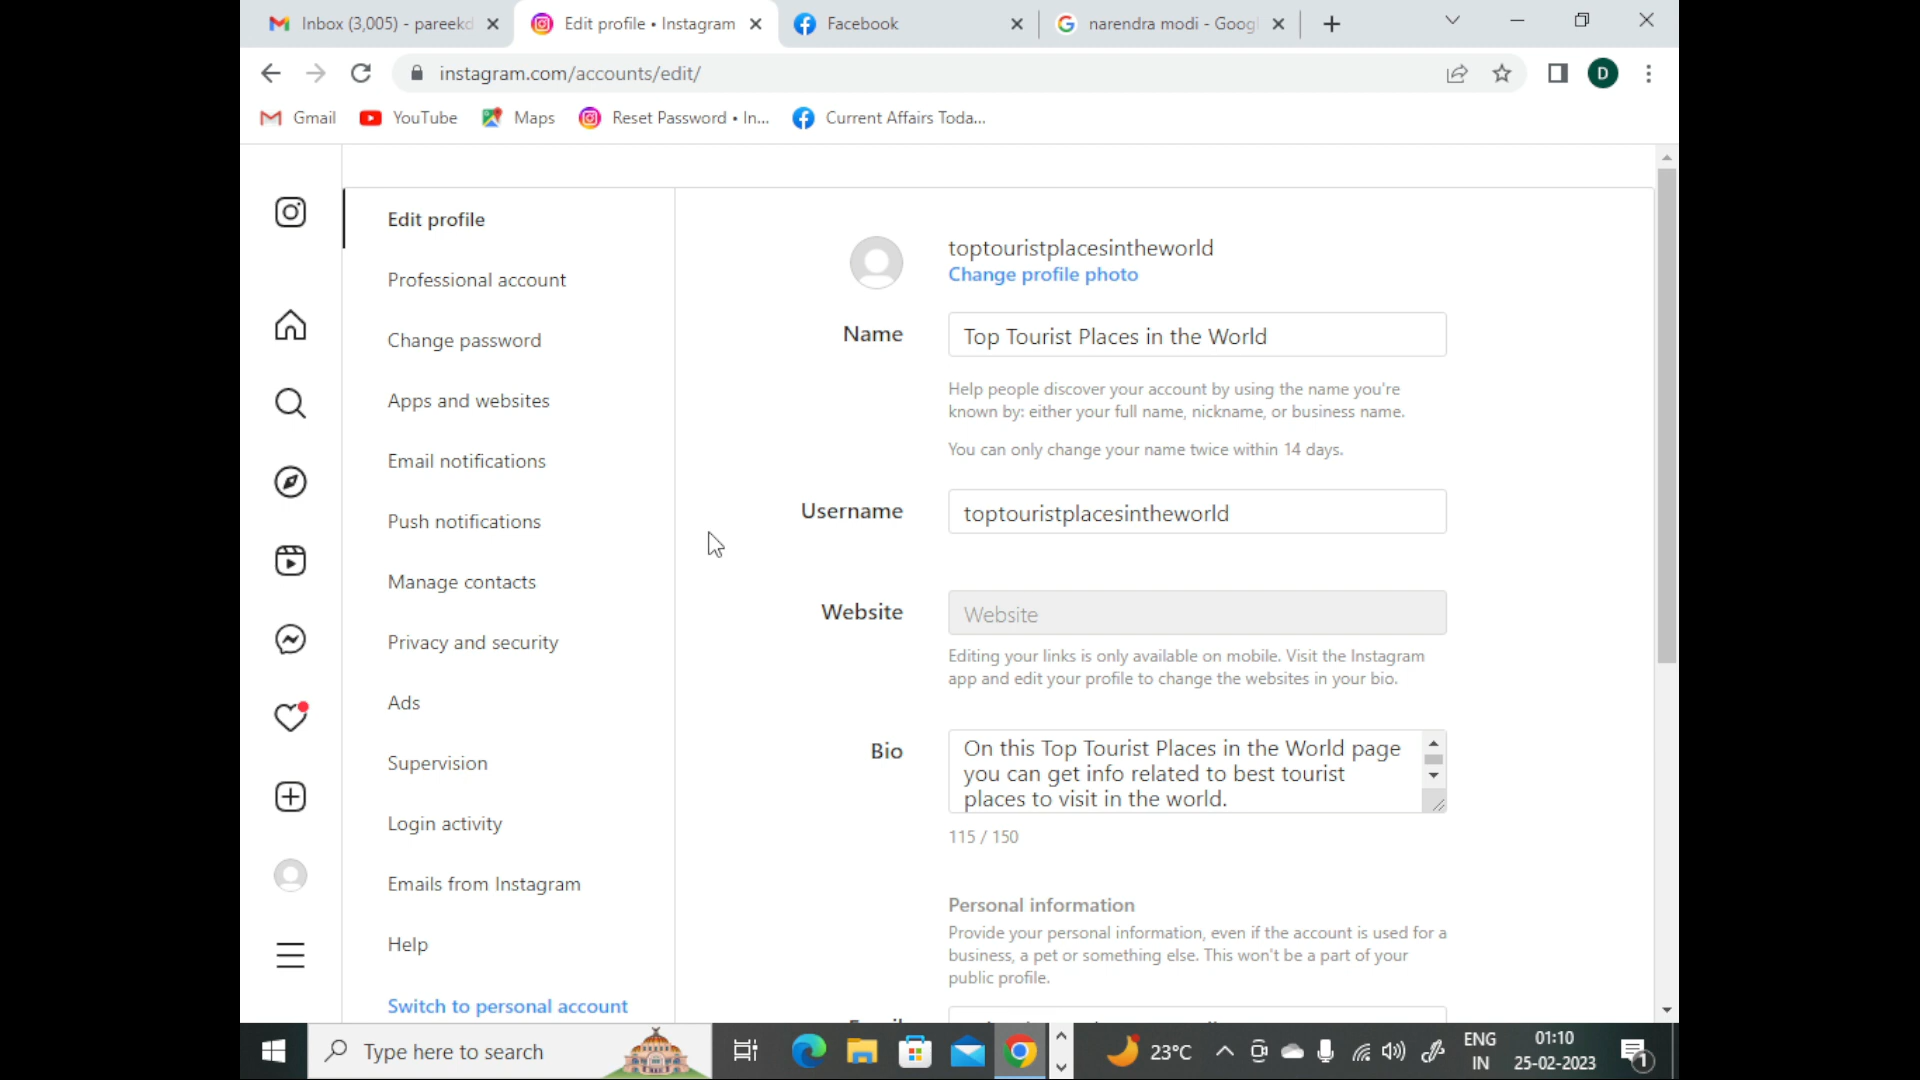 Inbox (3,005) - pareekd
Edit profile • Instagram
Facebook
narendra modi - Googl
instagram.com/accounts/edit/
D
Gmail
YouTube
Maps
Reset Password • In...
Current Affairs Toda...
Edit profile
Professional account
Change password
Apps and websites
Email notifications
Push notifications
Manage contacts
Privacy and security
Ads
Supervision
Login activity
Emails from Instagram
Help
Switch to personal account
toptouristplacesintheworld
Change profile photo
Name
Top Tourist Places in the World
Help people discover your account by using the name you're
known by: either your full name, nickname, or business name.
You can only change your name twice within 14 days.
Username
toptouristplacesintheworld
Website
Website
Editing your links is only available on mobile. Visit the Instagram
app and edit your profile to change the websites in your bio.
Bio
On this Top Tourist Places in the World page
you can get info related to best tourist
places to visit in the world.
115 / 150
Personal information
Provide your personal information, even if the account is used for a
business, a pet or something else. This won't be a part of your
public profile.
Type here to search
23°C
ENG
IN
01:10
25-02-2023
1